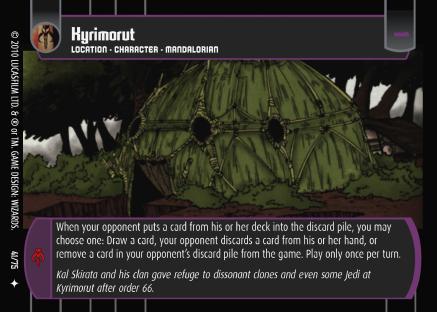 Kyrimorut
LOCATION - CHARACTER - MANDALORIAN
When your opponent puts a card from his or her deck into the discard pile, you may
choose one: Draw a card, your opponent discards a card from his or her hand, or
remove a card in your opponent's discard pile from the game. Play only once per turn.
Kal Skirata and his clan gave refuge to dissonant clones and even some Jedi at
Kyrimorut after order 66.
© 2010 LUCASFILM LTD. & ® or TM. GAME DESIGN: WIZARDS.
41/75